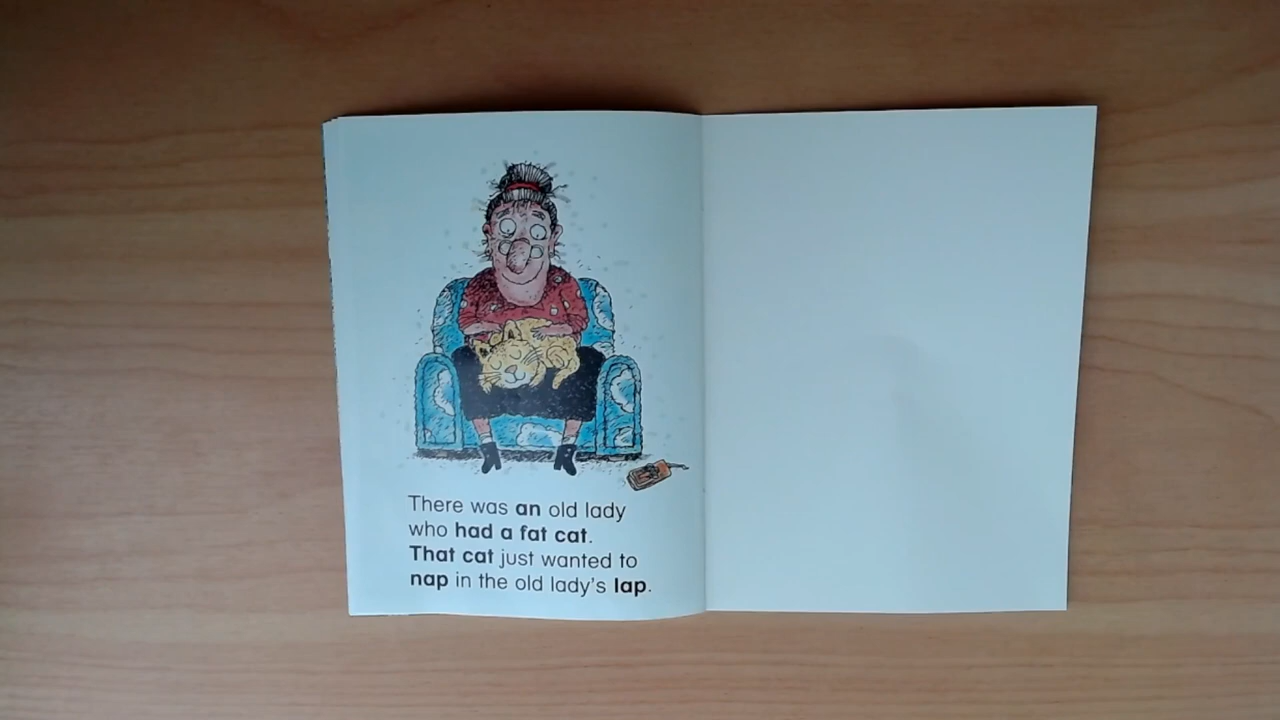 There was an old lady
who had a fat cat.
That cat just wanted to
nap in the old lady's lap.